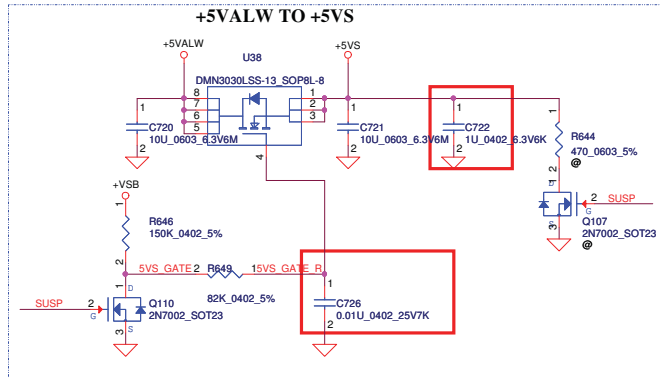 +5VALW TO +5VS
+5VALW
U38
+5VS
DMN3030LSS-13_SOP8L-8
8 1
7 2
6 3
5
4
1
C720
2
10U_0603_6.3V6M
1
C721
2
10U_0603_6.3V6M
1
C722
2
1U_0402_6.3V6K
1
R644
470_0603_5%
2
@
+VSB
1
R646
150K_0402_5%
2
1
D
2 SUSP
G
S
3
Q107
2N7002_SOT23
@
5VS_GATE 2 R649 1 5VS_GATE_R
82K_0402_5%
SUSP 2
G
1
D
Q110
2N7002_SOT23
S
3
1
C726
2
0.01U_0402_25V7K